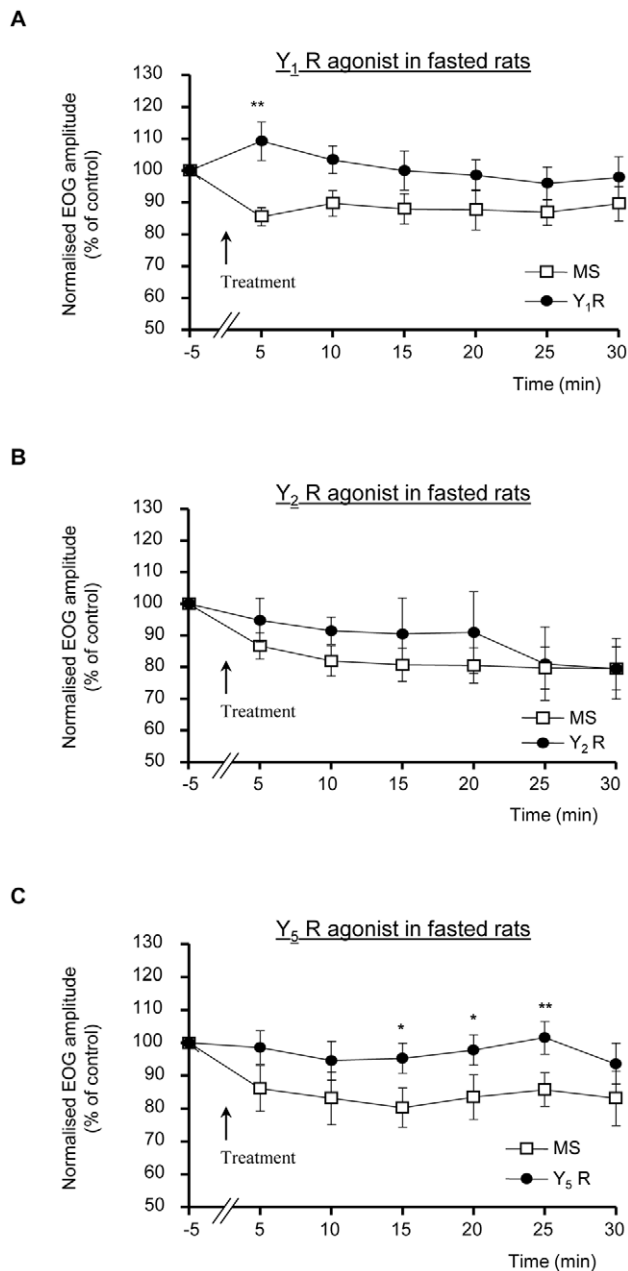 A
Y1 R agonist in fasted rats
Normalised EOG amplitude
(% of control)
130
120
110
100
90
80
70
60
50
**
Treatment
MS
Y1R
-5 5 10 15 20 25 30
Time (min)
B
Y2 R agonist in fasted rats
Normalised EOG amplitude
(% of control)
130
120
110
100
90
80
70
60
50
Treatment
MS
Y2 R
-5 5 10 15 20 25 30
Time (min)
C
Y5 R agonist in fasted rats
Normalised EOG amplitude
(% of control)
130
120
110
100
90
80
70
60
50
* * **
Treatment
MS
Y5 R
-5 5 10 15 20 25 30
Time (min)